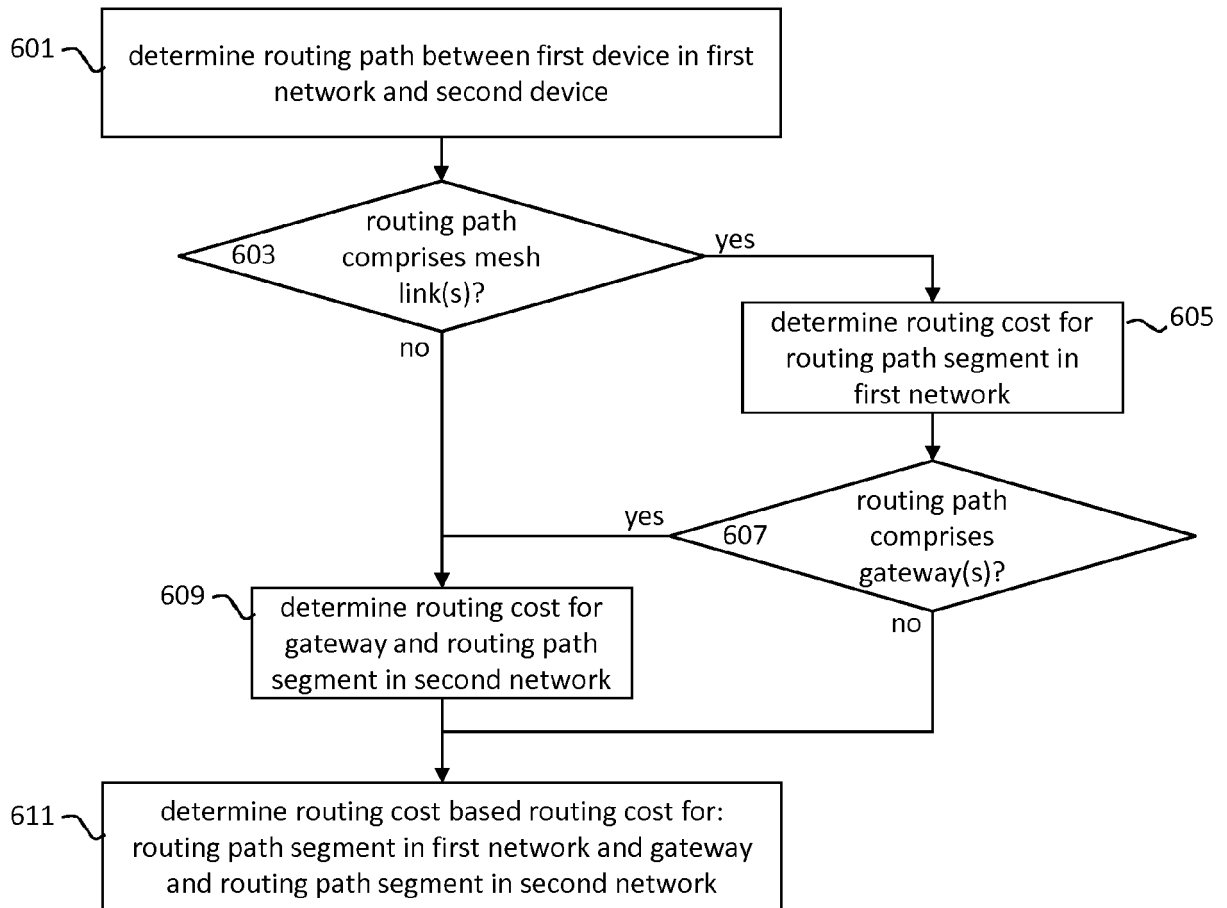 601
determine routing path between first device in first
network and second device
routing path
603
comprises mesh
link(s)?
yes
no
determine routing cost for
routing path segment in
first network
605
routing path
607
comprises
gateway(s)?
yes
no
609
determine routing cost for
gateway and routing path
segment in second network
611
determine routing cost based routing cost for:
routing path segment in first network and gateway
and routing path segment in second network